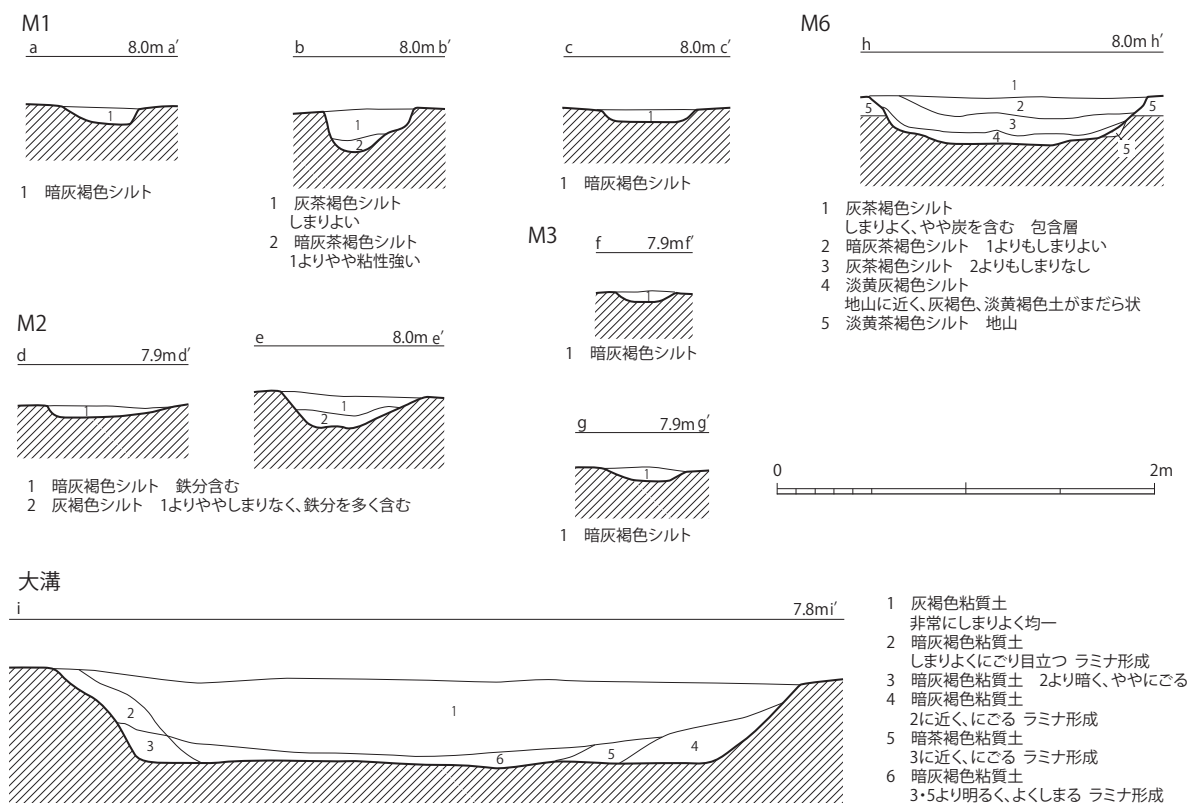 M1
a 8.0m a′
1
1 暗灰褐色シルト
b 8.0m b′
1
2
1 灰茶褐色シルト
しまりよい
2 暗灰茶褐色シルト
1よりやや粘性強い
c 8.0m c′
1
1 暗灰褐色シルト
M6
h 8.0m h′
1
5 2 5
3
4
5
1 灰茶褐色シルト
しまりよく、やや炭を含む 包含層
2 暗灰茶褐色シルト 1よりもしまりよい
3 灰茶褐色シルト 2よりもしまりなし
4 淡黄灰褐色シルト
地山に近く、灰褐色、淡黄褐色土がまだら状
5 淡黄茶褐色シルト 地山
M3
f 7.9m f′
1
1 暗灰褐色シルト
g 7.9m g′
1
1 暗灰褐色シルト
M2
d 7.9m d′
1
e 8.0m e′
1
2
1 暗灰褐色シルト 鉄分含む
2 灰褐色シルト 1よりややしまりなく、鉄分を多く含む
0 2m
大溝
i 7.8m i′
1
2
3 6 5 4
1 灰褐色粘質土
非常にしまりよく均一
2 暗灰褐色粘質土
しまりよくにごり目立つ ラミナ形成
3 暗灰褐色粘質土 2より暗く、ややにごる
4 暗灰褐色粘質土
2に近く、にごる ラミナ形成
5 暗茶褐色粘質土
3に近く、にごる ラミナ形成
6 暗灰褐色粘質土
3・5より明るく、よくしまる ラミナ形成